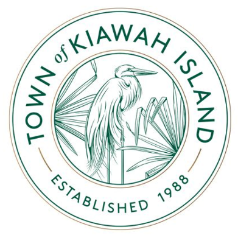 TOWN of KIAWAH ISLAND
ESTABLISHED 1988